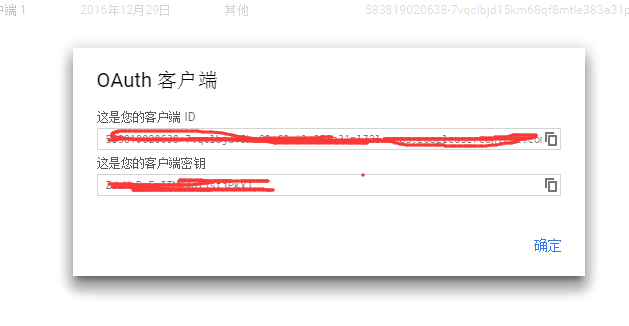 户端 1 2016年12月29日 其他 583819020638-7vqclbjd15km68qf8mtle383a31p
OAuth 客户端
这是您的客户端 ID
这是您的客户端密钥
确定